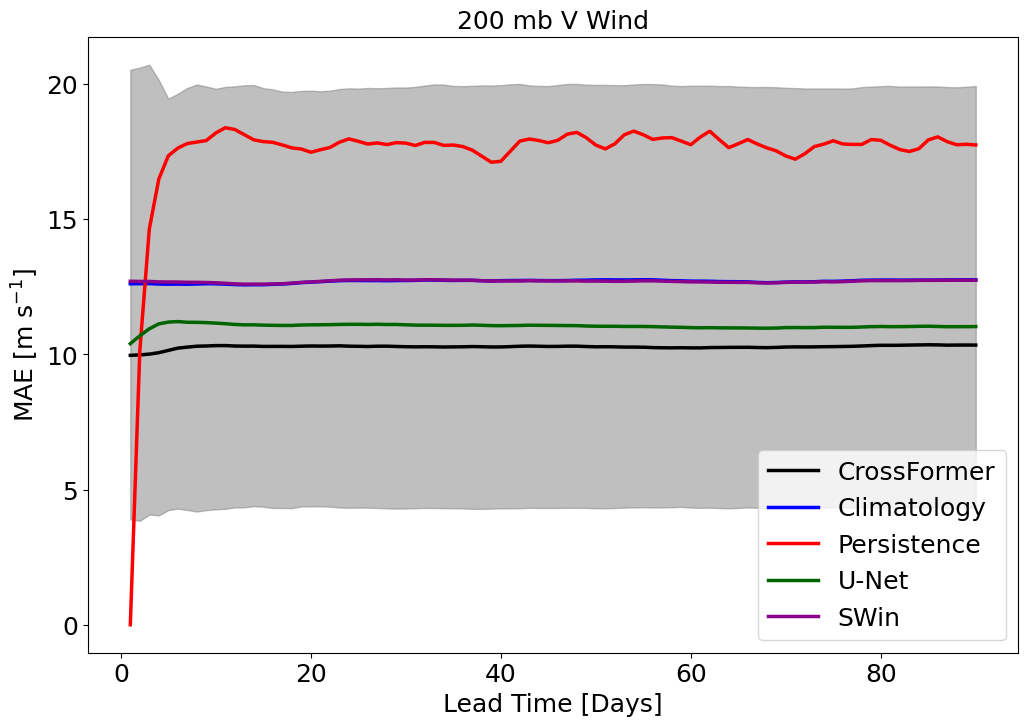 200 mb V Wind
MAE [m s⁻¹]
20
15
10
5
0
0 20 40 60 80
Lead Time [Days]
CrossFormer
Climatology
Persistence
U-Net
SWin